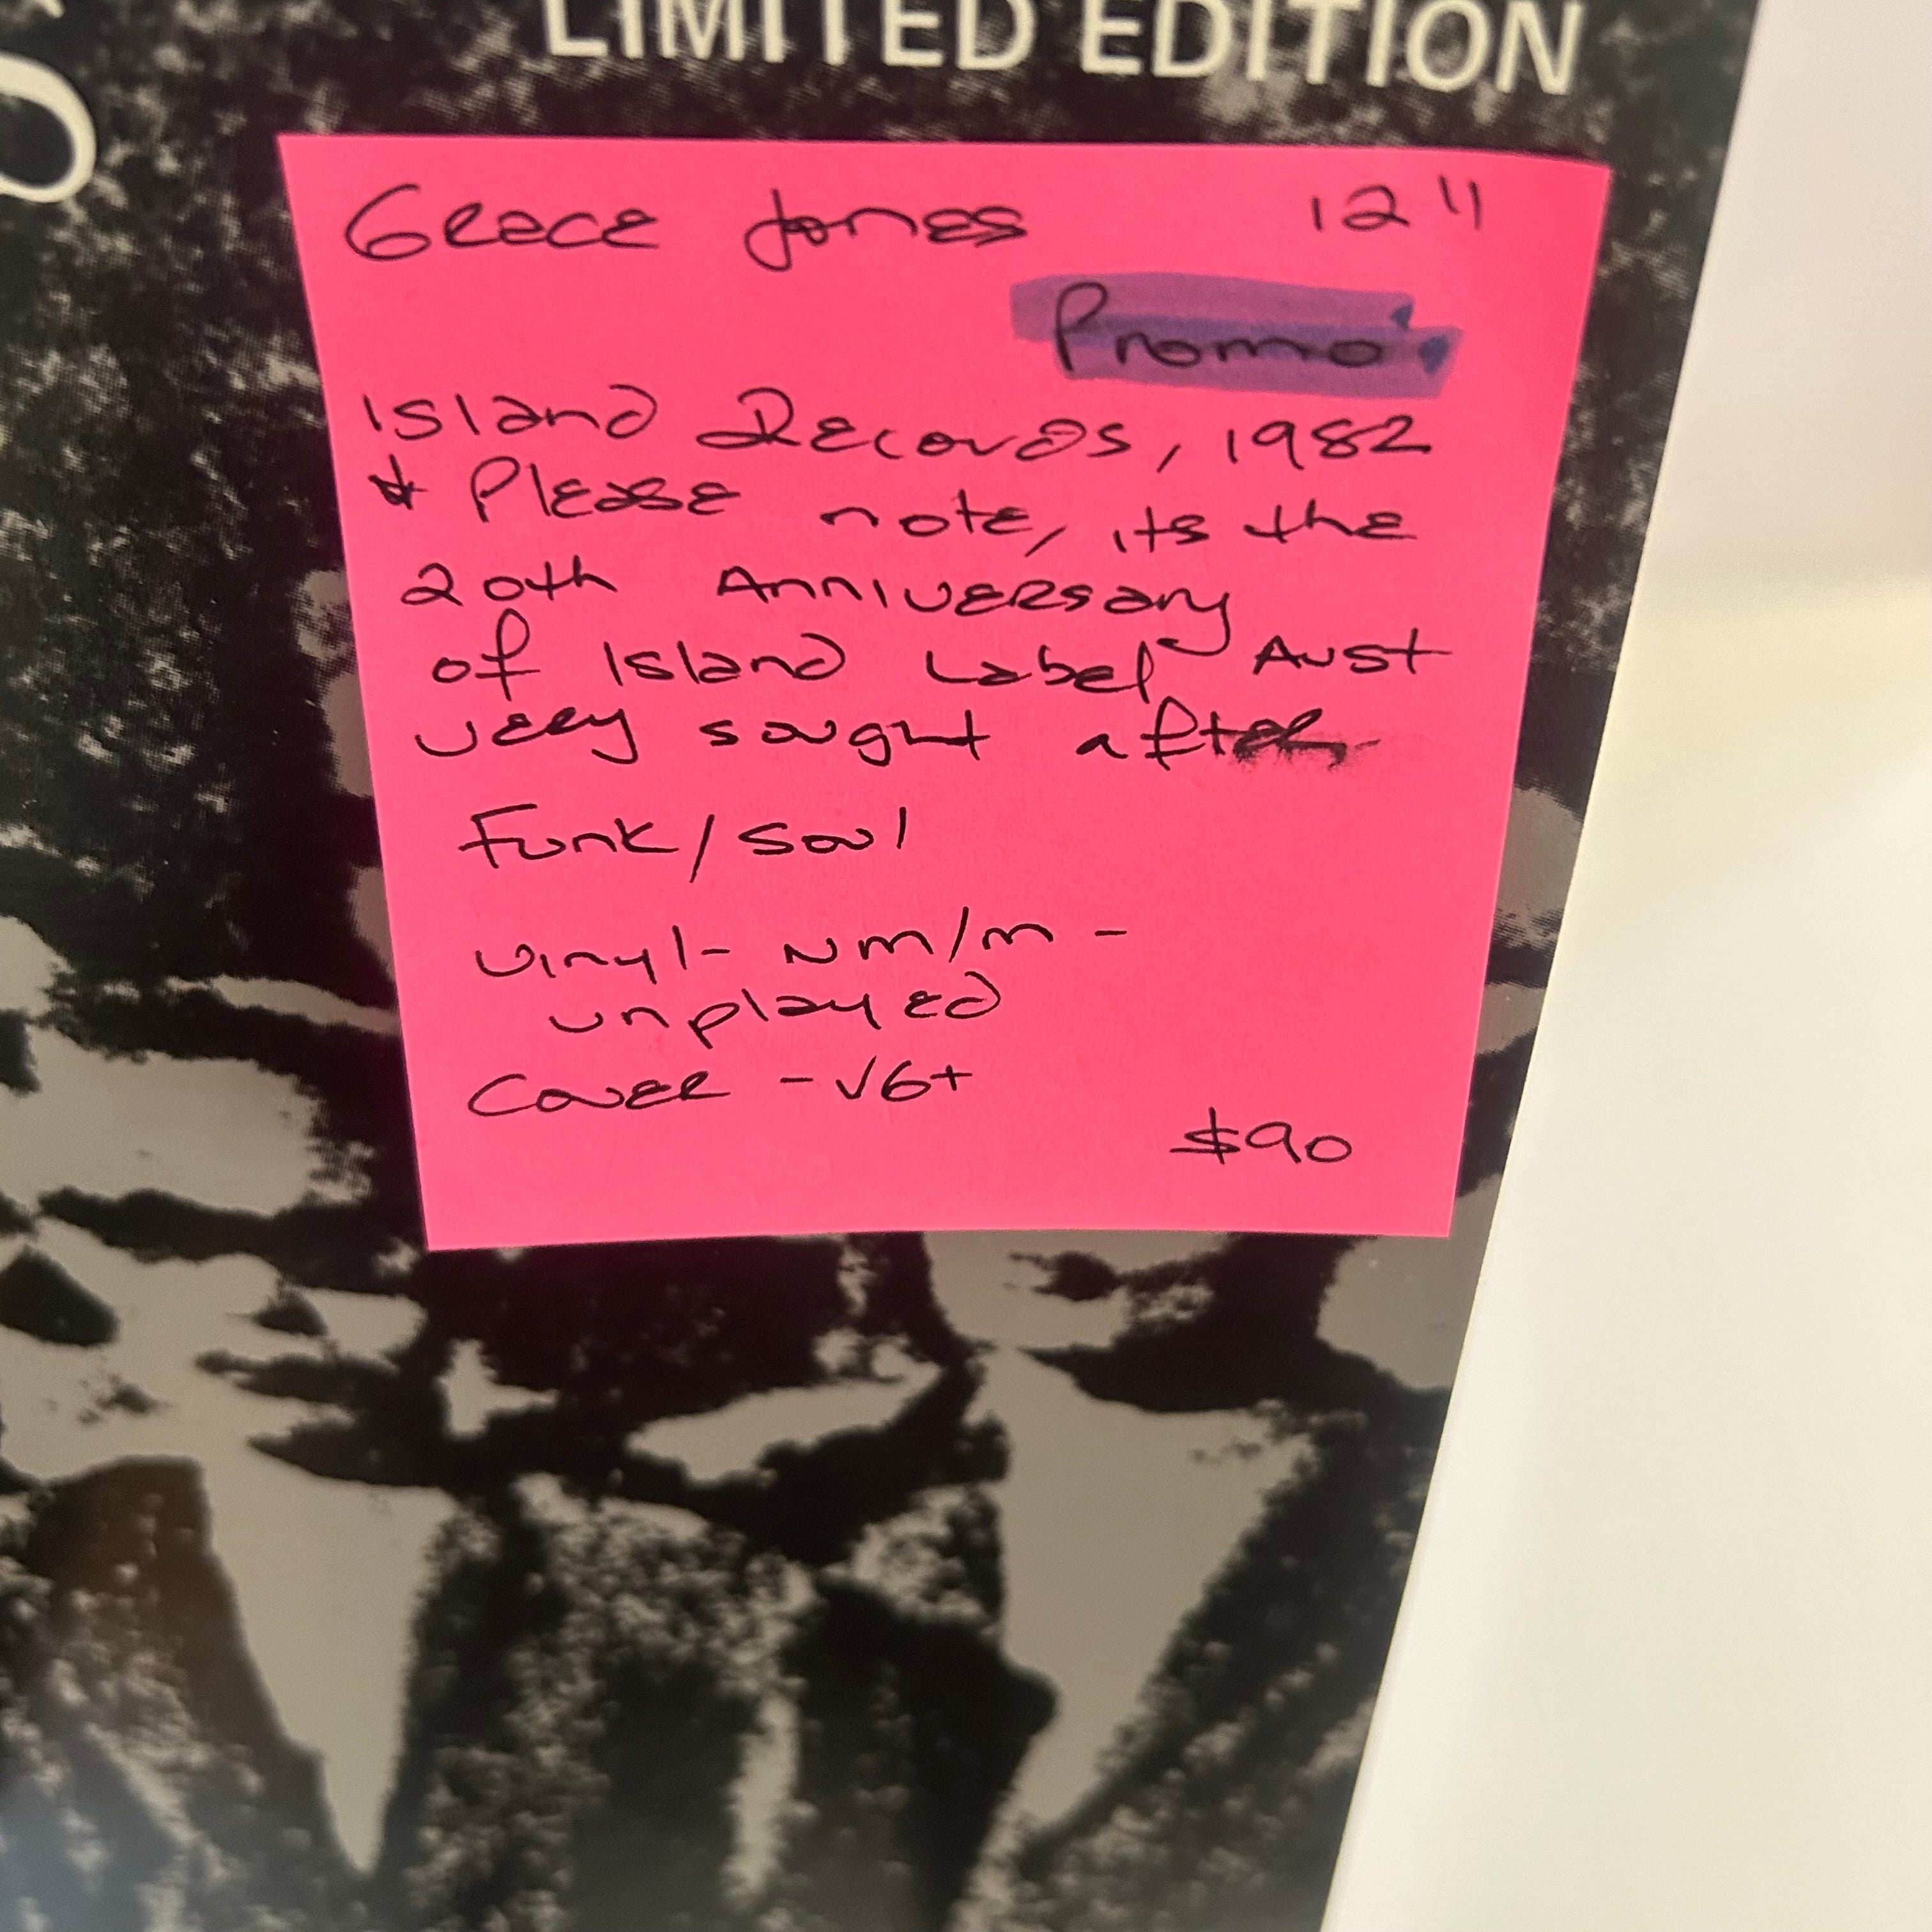 S
LIMITED EDITION
Grace Jones 12"
Promo
Island Records, 1982
* Please note, its the
20th Anniversary
of Island Label Aust
very sought after
Funk/Soul
Vinyl- NM/M -
unplayed
Cover - VG+
$90